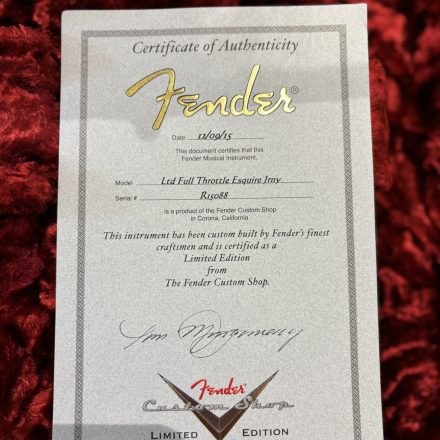 Certificate of Authenticity
Fender®
Date 12/09/15
This document certifies that this
Fender Musical Instrument,
Model Ltd Full Throttle Esquire Jrny
Serial # R15088
is a product of the Fender Custom Shop
in Corona, California.
This instrument has been custom built by Fender's finest
craftsmen and is certified as a
Limited Edition
from
The Fender Custom Shop.
Fender
Custom Shop
LIMITED EDITION